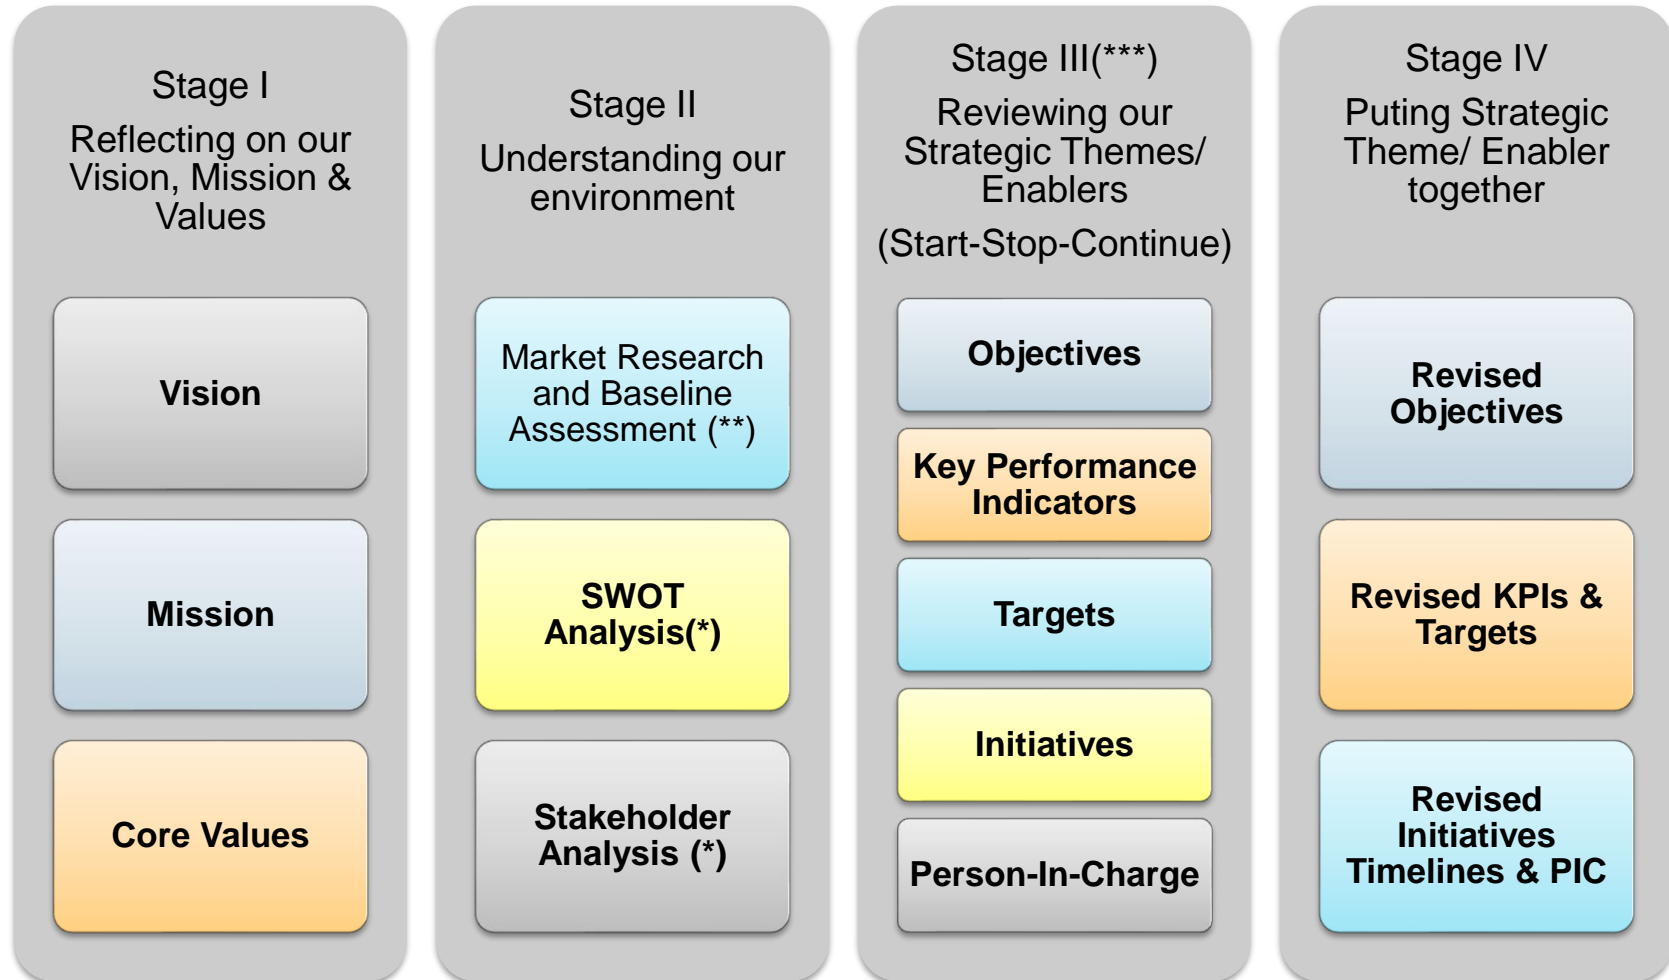 Stage I
Reflecting on our
Vision, Mission &
Values
Vision
Mission
Core Values
Stage II
Understanding our
environment
Market Research
and Baseline
Assessment (**)
SWOT
Analysis(*)
Stakeholder
Analysis (*)
Stage III(***)
Reviewing our
Strategic Themes/
Enablers
(Start-Stop-Continue)
Objectives
Key Performance
Indicators
Targets
Initiatives
Person-In-Charge
Stage IV
Puting Strategic
Theme/ Enabler
together
Revised
Objectives
Revised KPIs &
Targets
Revised
Initiatives
Timelines & PIC